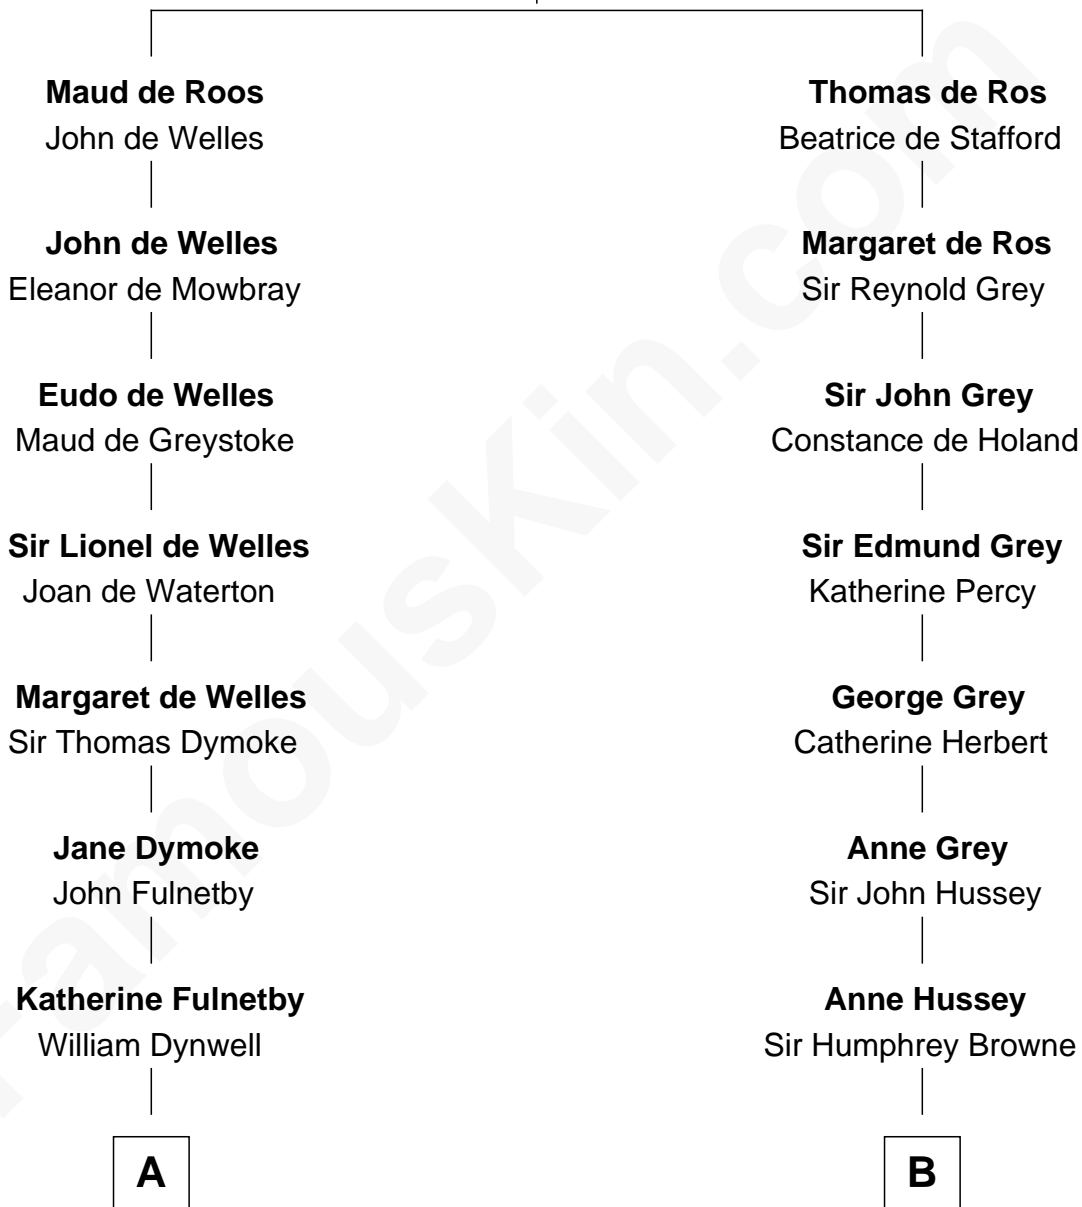 Maud de Roos
John de Welles
John de Welles
Eleanor de Mowbray
Eudo de Welles
Maud de Greystoke
Sir Lionel de Welles
Joan de Waterton
Margaret de Welles
Sir Thomas Dymoke
Jane Dymoke
John Fulnetby
Katherine Fulnetby
William Dynwell
A
Thomas de Ros
Beatrice de Stafford
Margaret de Ros
Sir Reynold Grey
Sir John Grey
Constance de Holand
Sir Edmund Grey
Katherine Percy
George Grey
Catherine Herbert
Anne Grey
Sir John Hussey
Anne Hussey
Sir Humphrey Browne
B
FamousKin.com